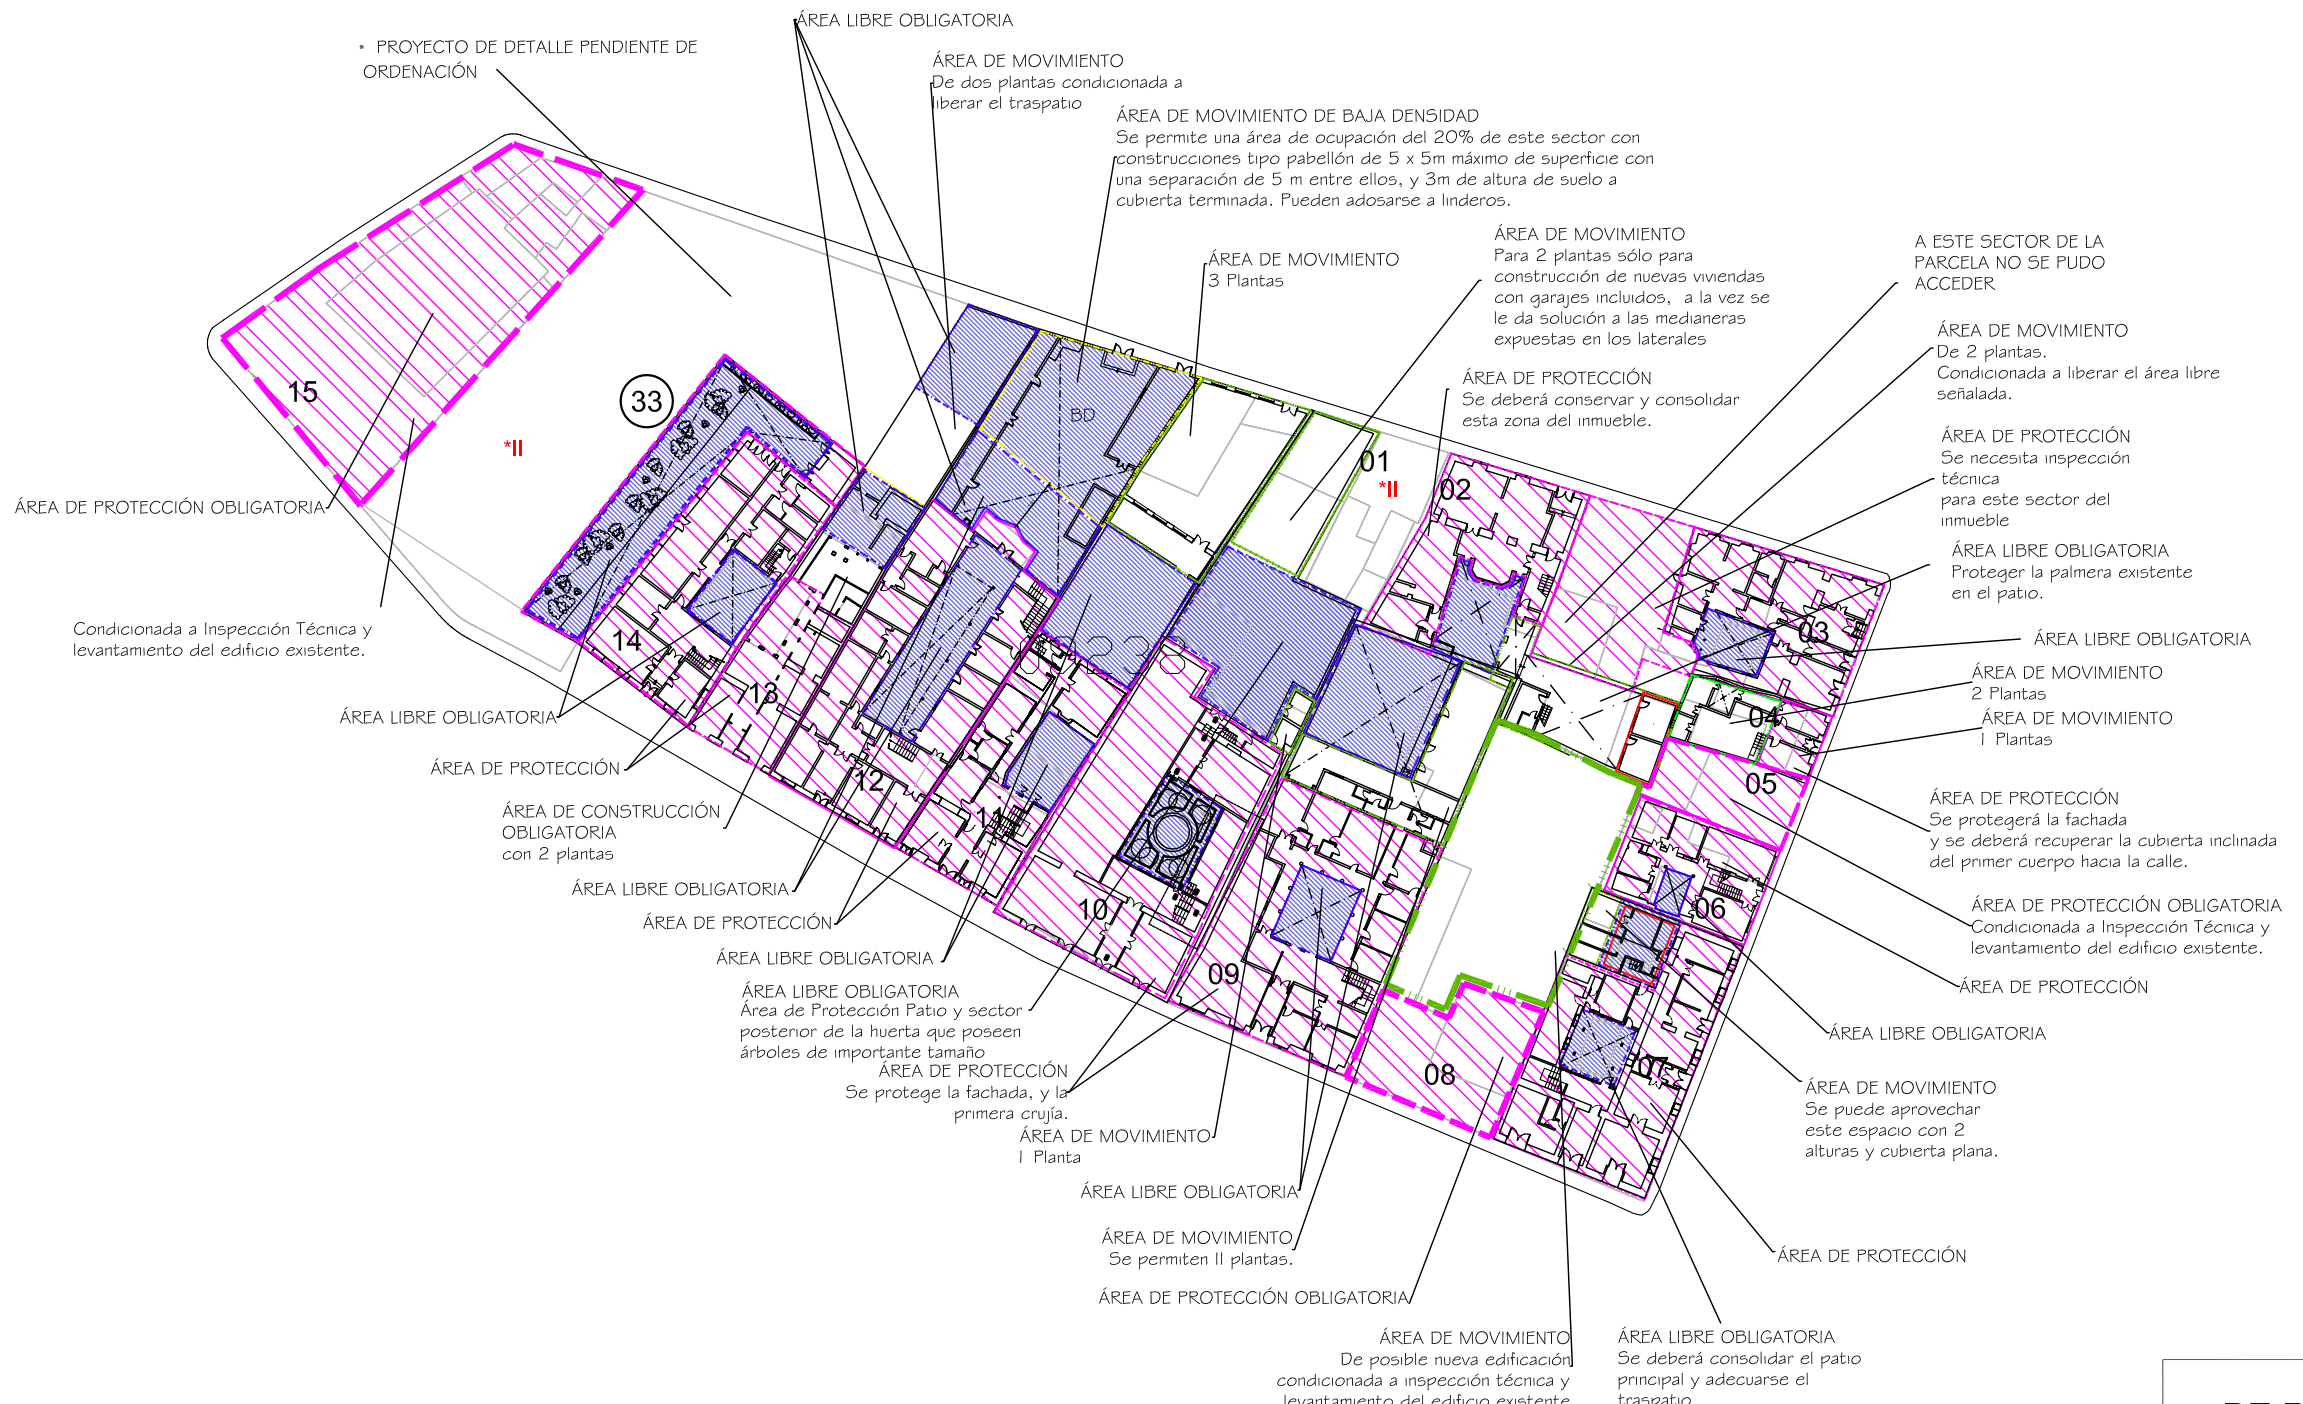 ÁREA LIBRE OBLIGATORIA
* PROYECTO DE DETALLE PENDIENTE DE
ORDENACIÓN
ÁREA DE MOVIMIENTO
De dos plantas condicionada a
liberar el traspatio
ÁREA DE MOVIMIENTO DE BAJA DENSIDAD
Se permite una área de ocupación del 20% de este sector con
construcciones tipo pabellón de 5 x 5m máximo de superficie con
una separación de 5 m entre ellos, y 3m de altura de suelo a
cubierta terminada. Pueden adosarse a linderos.
ÁREA DE MOVIMIENTO
3 Plantas
ÁREA DE MOVIMIENTO
Para 2 plantas sólo para
construcción de nuevas viviendas
con garajes incluidos, a la vez se
le da solución a las medianeras
expuestas en los laterales
A ESTE SECTOR DE LA
PARCELA NO SE PUDO
ACCEDER
ÁREA DE MOVIMIENTO
De 2 plantas.
Condicionada a liberar el área libre
señalada.
ÁREA DE PROTECCIÓN
Se deberá conservar y consolidar
esta zona del inmueble.
ÁREA DE PROTECCIÓN
Se necesita inspección
técnica
para este sector del
inmueble
ÁREA LIBRE OBLIGATORIA
Proteger la palmera existente
en el patio.
ÁREA LIBRE OBLIGATORIA
ÁREA DE MOVIMIENTO
2 Plantas
ÁREA DE MOVIMIENTO
1 Plantas
ÁREA DE PROTECCIÓN
Se protegerá la fachada
y se deberá recuperar la cubierta inclinada
del primer cuerpo hacia la calle.
ÁREA DE PROTECCIÓN OBLIGATORIA
Condicionada a Inspección Técnica y
levantamiento del edificio existente.
ÁREA DE PROTECCIÓN
ÁREA LIBRE OBLIGATORIA
ÁREA DE MOVIMIENTO
Se puede aprovechar
este espacio con 2
alturas y cubierta plana.
ÁREA DE PROTECCIÓN
15
33
*II
BD
01
*II
02
03
04
05
06
07
08
09
10
11
12
13
14
ÁREA DE PROTECCIÓN OBLIGATORIA
Condicionada a Inspección Técnica y
levantamiento del edificio existente.
ÁREA LIBRE OBLIGATORIA
ÁREA DE PROTECCIÓN
ÁREA DE CONSTRUCCIÓN
OBLIGATORIA
con 2 plantas
ÁREA LIBRE OBLIGATORIA
ÁREA DE PROTECCIÓN
ÁREA LIBRE OBLIGATORIA
ÁREA LIBRE OBLIGATORIA
Área de Protección Patio y sector
posterior de la huerta que poseen
árboles de importante tamaño
ÁREA DE PROTECCIÓN
Se protege la fachada, y la
primera crujía.
ÁREA DE MOVIMIENTO
1 Planta
ÁREA LIBRE OBLIGATORIA
ÁREA DE MOVIMIENTO
Se permiten II plantas.
ÁREA DE PROTECCIÓN OBLIGATORIA
ÁREA DE MOVIMIENTO
De posible nueva edificación
condicionada a inspección técnica y
levantamiento del edificio existente
ÁREA LIBRE OBLIGATORIA
Se deberá consolidar el patio
principal y adecuarse el
traspatio